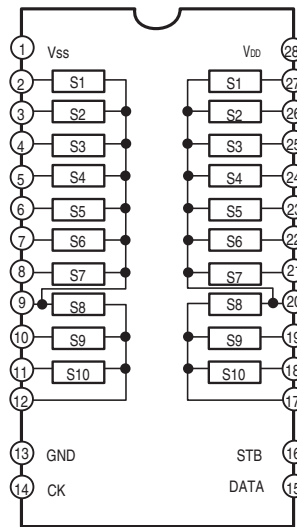 1 Vss VDD 28
2 S1 S1 27
3 S2 S2 26
4 S3 S3 25
5 S4 S4 24
6 S5 S5 23
7 S6 S6 22
8 S7 S7 21
9 S8 S8 20
10 S9 S9 19
11 S10 S10 18
12 17
13 GND STB 16
14 CK DATA 15